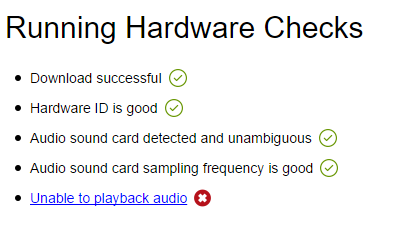 Running Hardware Checks
Download successful
Hardware ID is good
Audio sound card detected and unambiguous
Audio sound card sampling frequency is good
Unable to playback audio